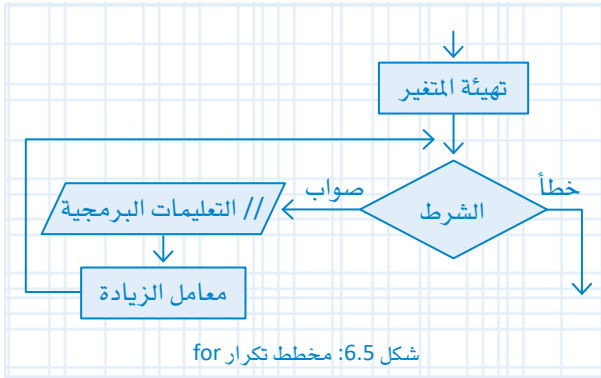 تهيئة المتغير
خطأ
الشرط
صواب
// التعليمات البرمجية
معامل الزيادة
شكل 6.5: مخطط تكرار for